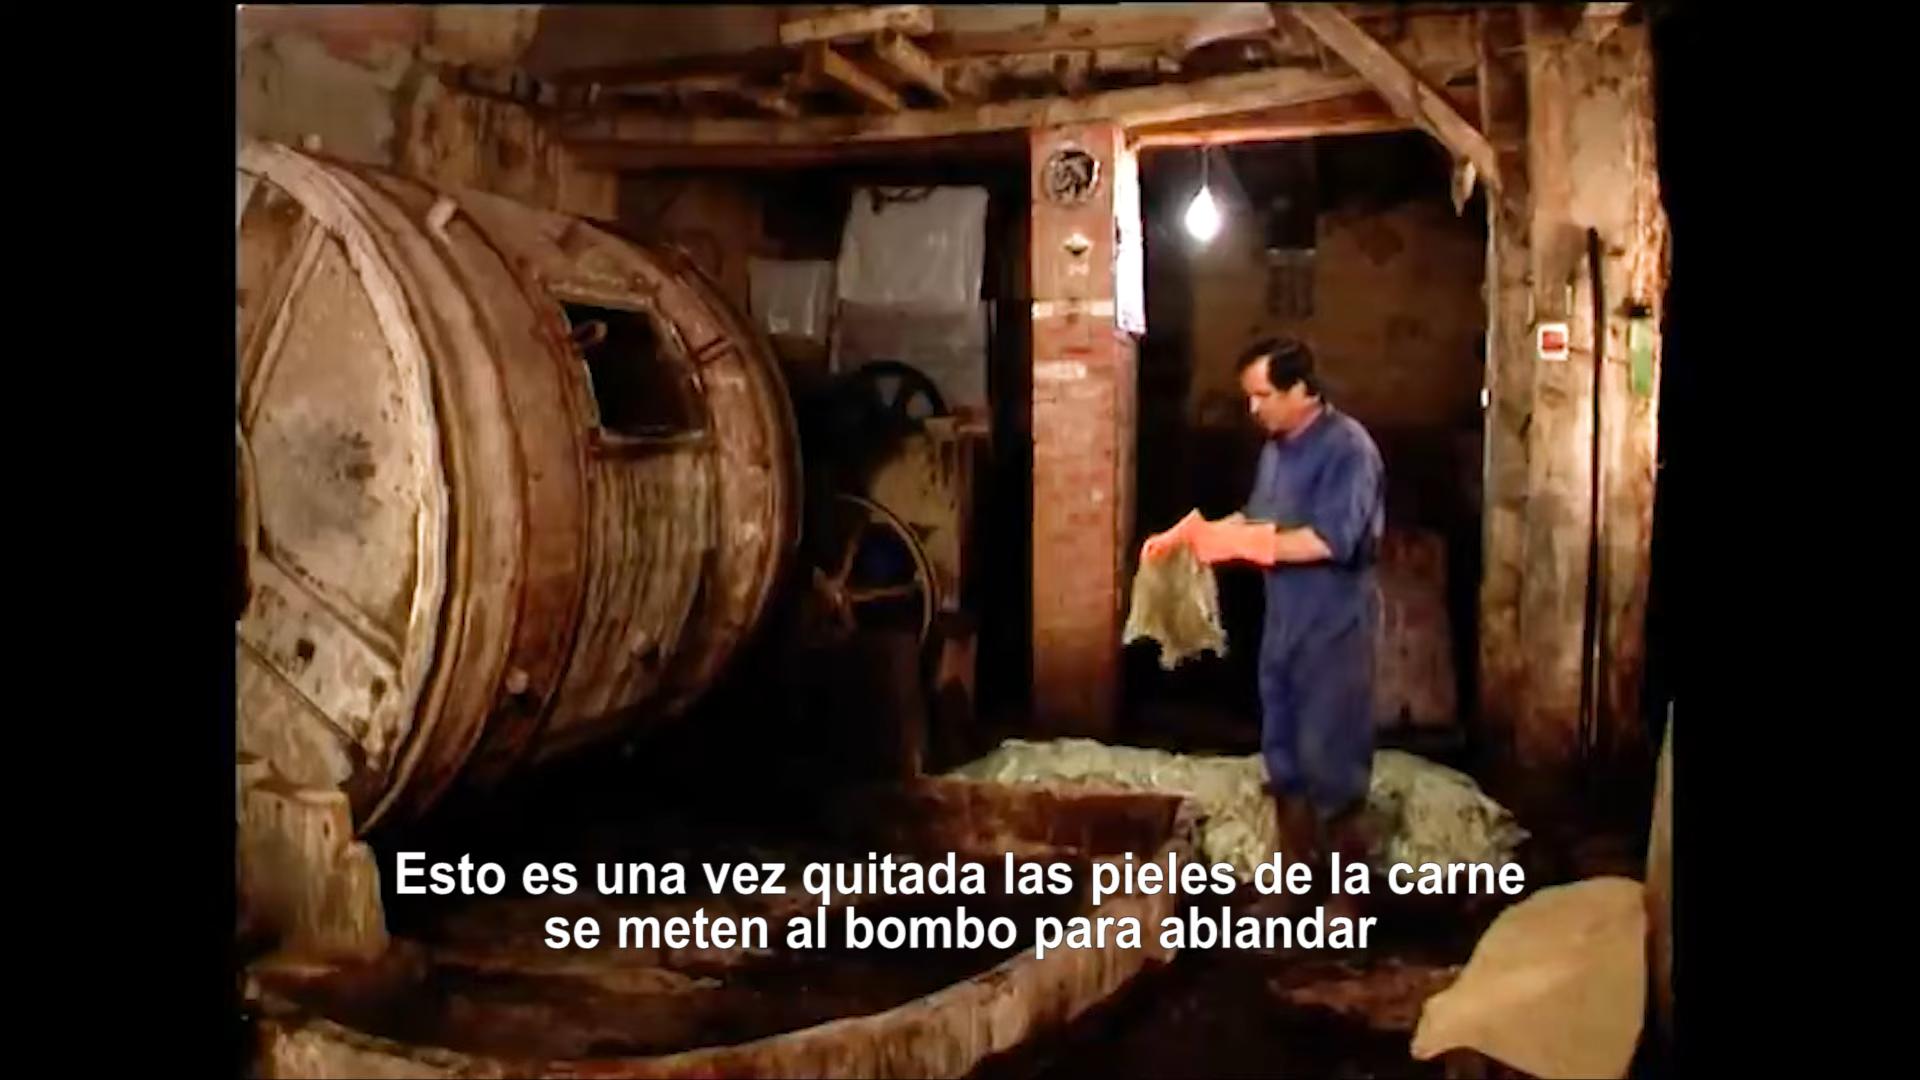 Esto es una vez quitada las pieles de la carne
se meten al bombo para ablandar